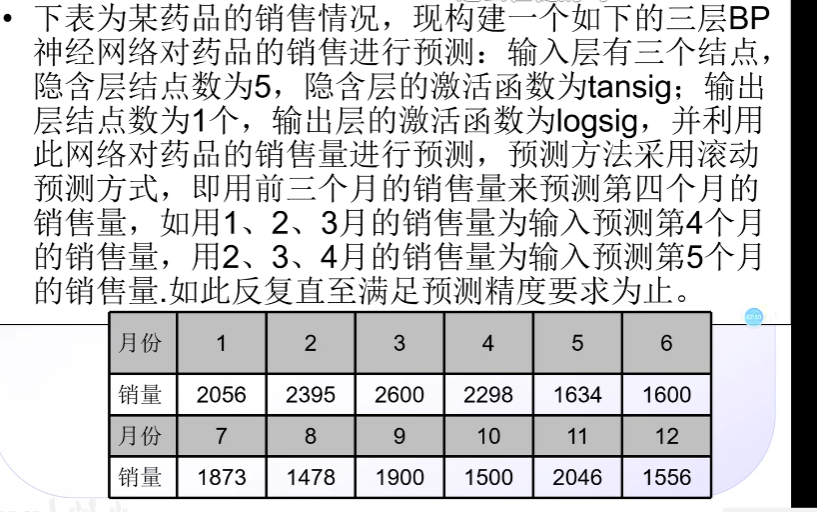 • 下表为某药品的销售情况，现构建一个如下的三层BP
神经网络对药品的销售进行预测：输入层有三个结点，
隐含层结点数为5，隐含层的激活函数为tansig；输出
层结点数为1个，输出层的激活函数为logsig，并利用
此网络对药品的销售量进行预测，预测方法采用滚动
预测方式，即用前三个月的销售量来预测第四个月的
销售量，如用1、2、3月的销售量为输入预测第4个月
的销售量，用2、3、4月的销售量为输入预测第5个月
的销售量.如此反复直至满足预测精度要求为止。
月份 1 2 3 4 5 6
销量 2056 2395 2600 2298 1634 1600
月份 7 8 9 10 11 12
销量 1873 1478 1900 1500 2046 1556